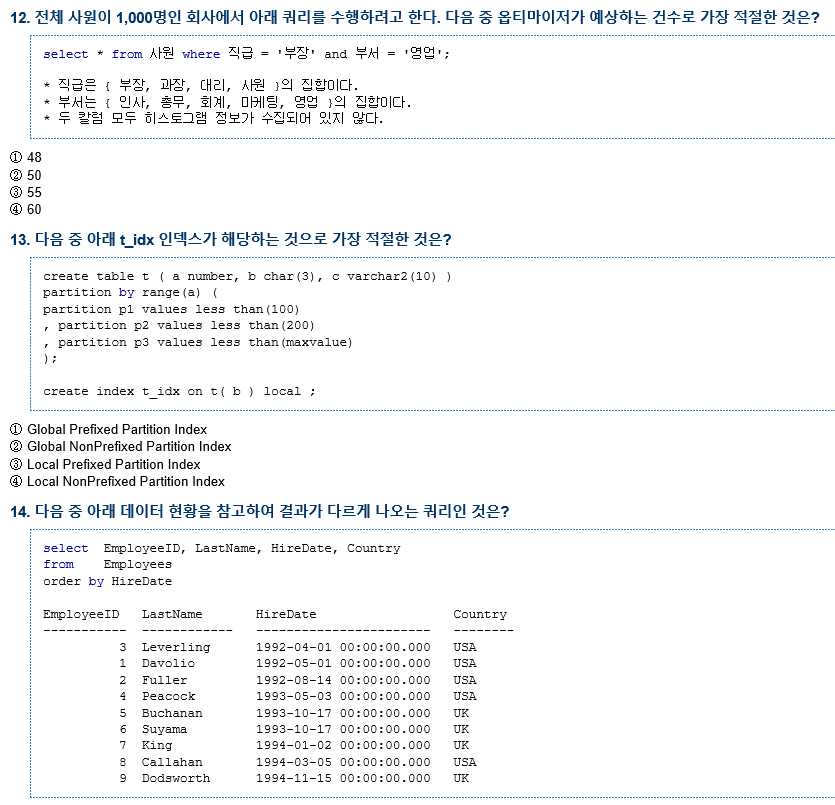 12. 전체 사원이 1,000명인 회사에서 아래 쿼리를 수행하려고 한다. 다음 중 옵티마이저가 예상하는 건수로 가장 적절한 것은?
select * from 사원 where 직급 = '부장' and 부서 = '영업';
* 직급은 { 부장, 과장, 대리, 사원 }의 집합이다.
* 부서는 { 인사, 총무, 회계, 마케팅, 영업 }의 집합이다.
* 두 칼럼 모두 히스토그램 정보가 수집되어 있지 않다.
① 48
② 50
③ 55
④ 60
13. 다음 중 아래 t_idx 인덱스가 해당하는 것으로 가장 적절한 것은?
create table t ( a number, b char(3), c varchar2(10) )
partition by range(a) (
partition p1 values less than(100)
, partition p2 values less than(200)
, partition p3 values less than(maxvalue)
);
create index t_idx on t( b ) local ;
① Global Prefixed Partition Index
② Global NonPrefixed Partition Index
③ Local Prefixed Partition Index
④ Local NonPrefixed Partition Index
14. 다음 중 아래 데이터 현황을 참고하여 결과가 다르게 나오는 쿼리인 것은?
select EmployeeID, LastName, HireDate, Country
from Employees
order by HireDate
EmployeeID LastName HireDate Country
----------- ------------ ----------------------- --------
3 Leverling 1992-04-01 00:00:00.000 USA
1 Davolio 1992-05-01 00:00:00.000 USA
2 Fuller 1992-08-14 00:00:00.000 USA
4 Peacock 1993-05-03 00:00:00.000 USA
5 Buchanan 1993-10-17 00:00:00.000 UK
6 Suyama 1993-10-17 00:00:00.000 UK
7 King 1994-01-02 00:00:00.000 UK
8 Callahan 1994-03-05 00:00:00.000 USA
9 Dodsworth 1994-11-15 00:00:00.000 UK